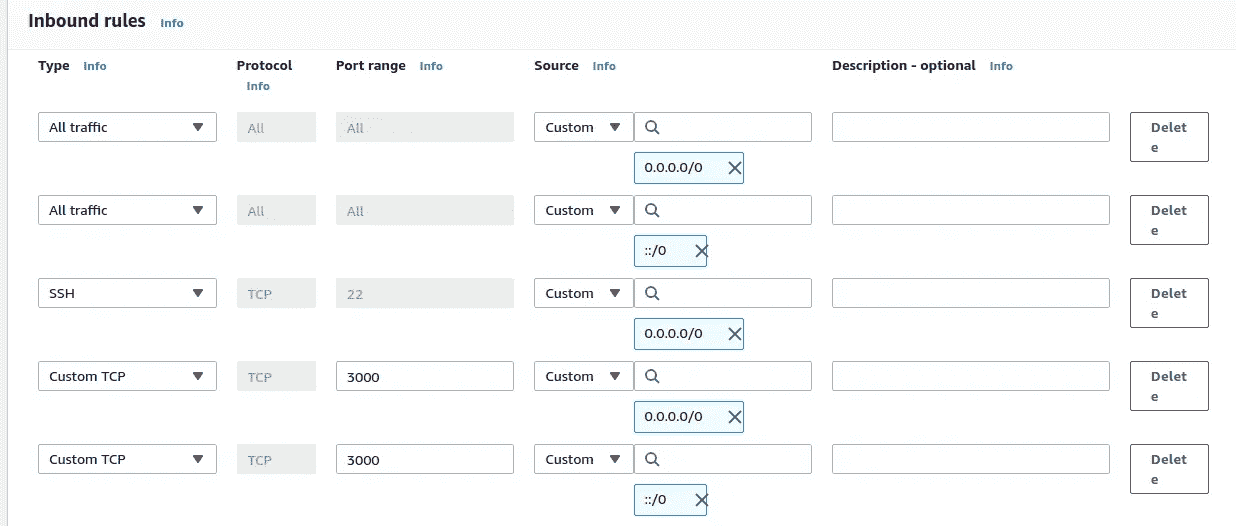 Inbound rules Info
Type Info Protocol Info Port range Info Source Info Description - optional Info
All traffic All All Custom Delete
0.0.0.0/0
All traffic All All Custom Delete
::/0
SSH TCP 22 Custom Delete
0.0.0.0/0
Custom TCP TCP 3000 Custom Delete
0.0.0.0/0
Custom TCP TCP 3000 Custom Delete
::/0